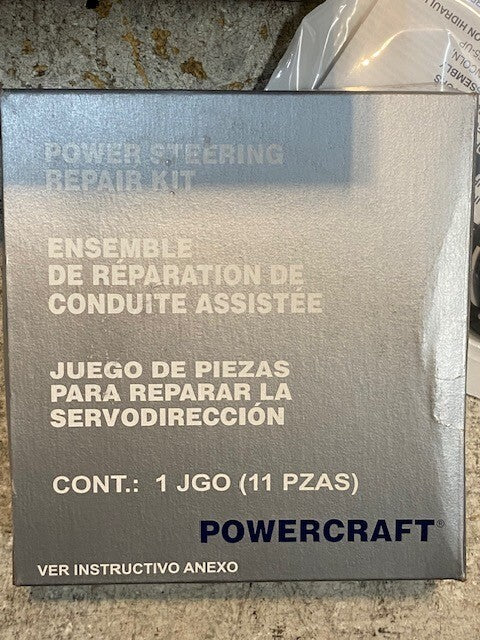 POWER STEERING
REPAIR KIT
ENSEMBLE
DE RÉPARATION DE
CONDUITE ASSISTÉE
JUEGO DE PIEZAS
PARA REPARAR LA
SERVODIRECCIÓN
CONT.: 1 JGO (11 PZAS)
POWERCRAFT®
VER INSTRUCTIVO ANEXO